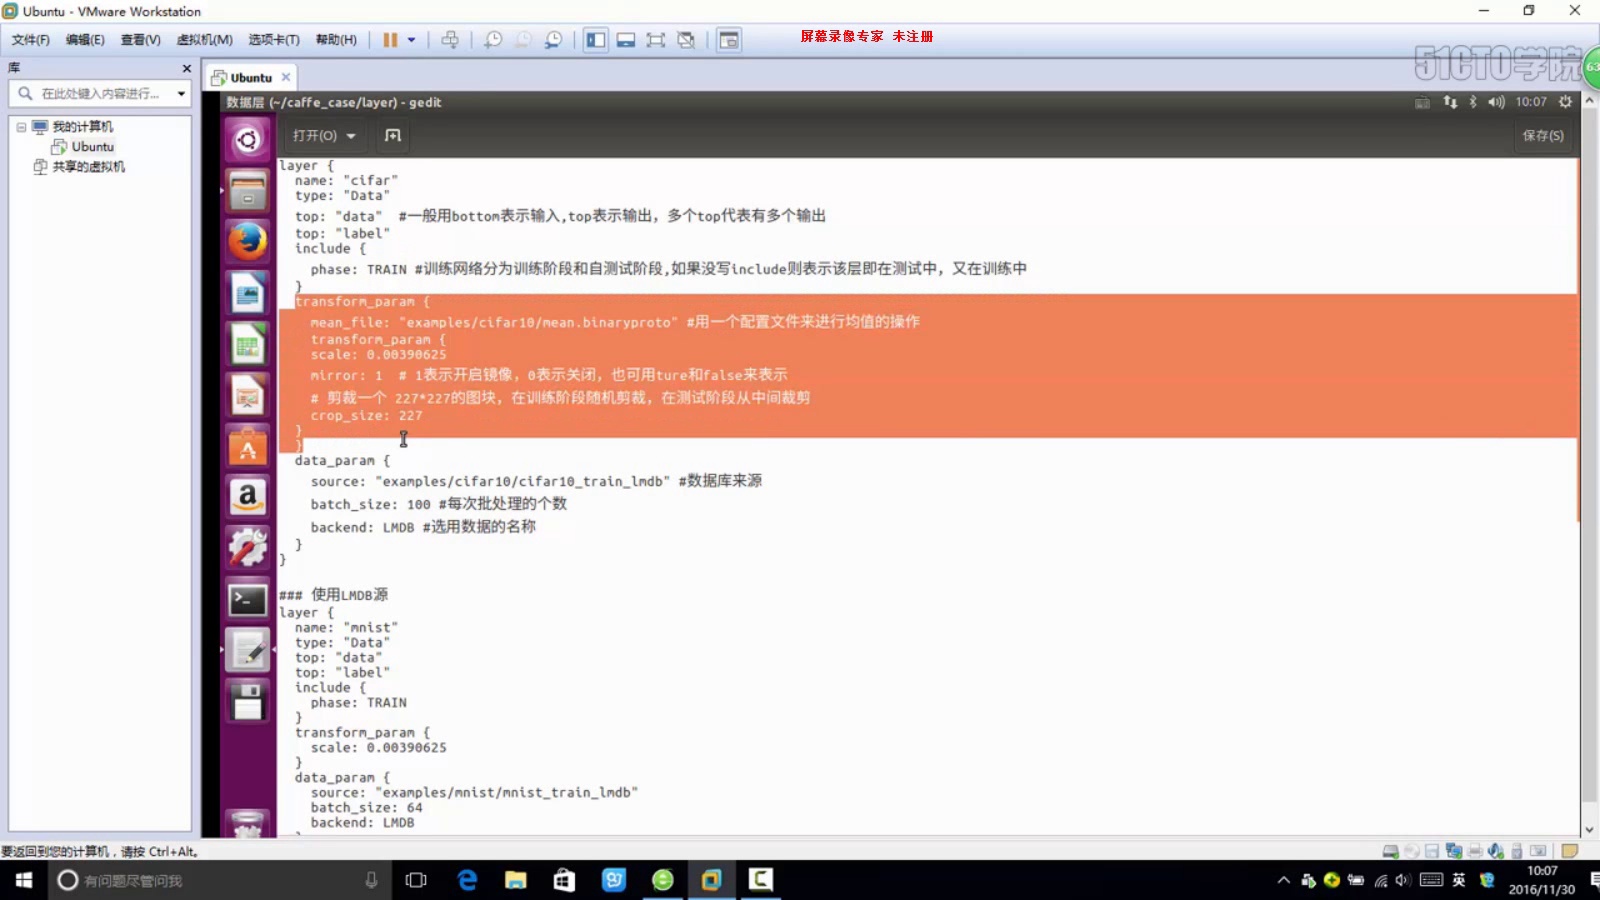 Ubuntu - VMware Workstation
文件(F) 编辑(E) 查看(V) 虚拟机(M) 选项卡(T) 帮助(H)
屏幕录像专家 未注册
51CTO学院
63
库
Ubuntu
在此处键入内容进行...
我的计算机
Ubuntu
共享的虚拟机
数据层 (~/caffe_case/layer) - gedit
10:07
打开(O)
保存(S)
layer {
name: "cifar"
type: "Data"
top: "data" #一般用bottom表示输入,top表示输出，多个top代表有多个输出
top: "label"
include {
phase: TRAIN #训练网络分为训练阶段和自测试阶段,如果没写include则表示该层即在测试中，又在训练中
}
transform_param {
mean_file: "examples/cifar10/mean.binaryproto" #用一个配置文件来进行均值的操作
transform_param {
scale: 0.00390625
mirror: 1 # 1表示开启镜像，0表示关闭，也可用ture和false来表示
# 剪裁一个 227*227的图块，在训练阶段随机剪裁，在测试阶段从中间裁剪
crop_size: 227
}
}
data_param {
source: "examples/cifar10/cifar10_train_lmdb" #数据库来源
batch_size: 100 #每次批处理的个数
backend: LMDB #选用数据的名称
}
}
### 使用LMDB源
layer {
name: "mnist"
type: "Data"
top: "data"
top: "label"
include {
phase: TRAIN
}
transform_param {
scale: 0.00390625
}
data_param {
source: "examples/mnist/mnist_train_lmdb"
batch_size: 64
backend: LMDB
要返回到您的计算机，请按 Ctrl+Alt。
有问题尽管问我
英
10:07
2016/11/30